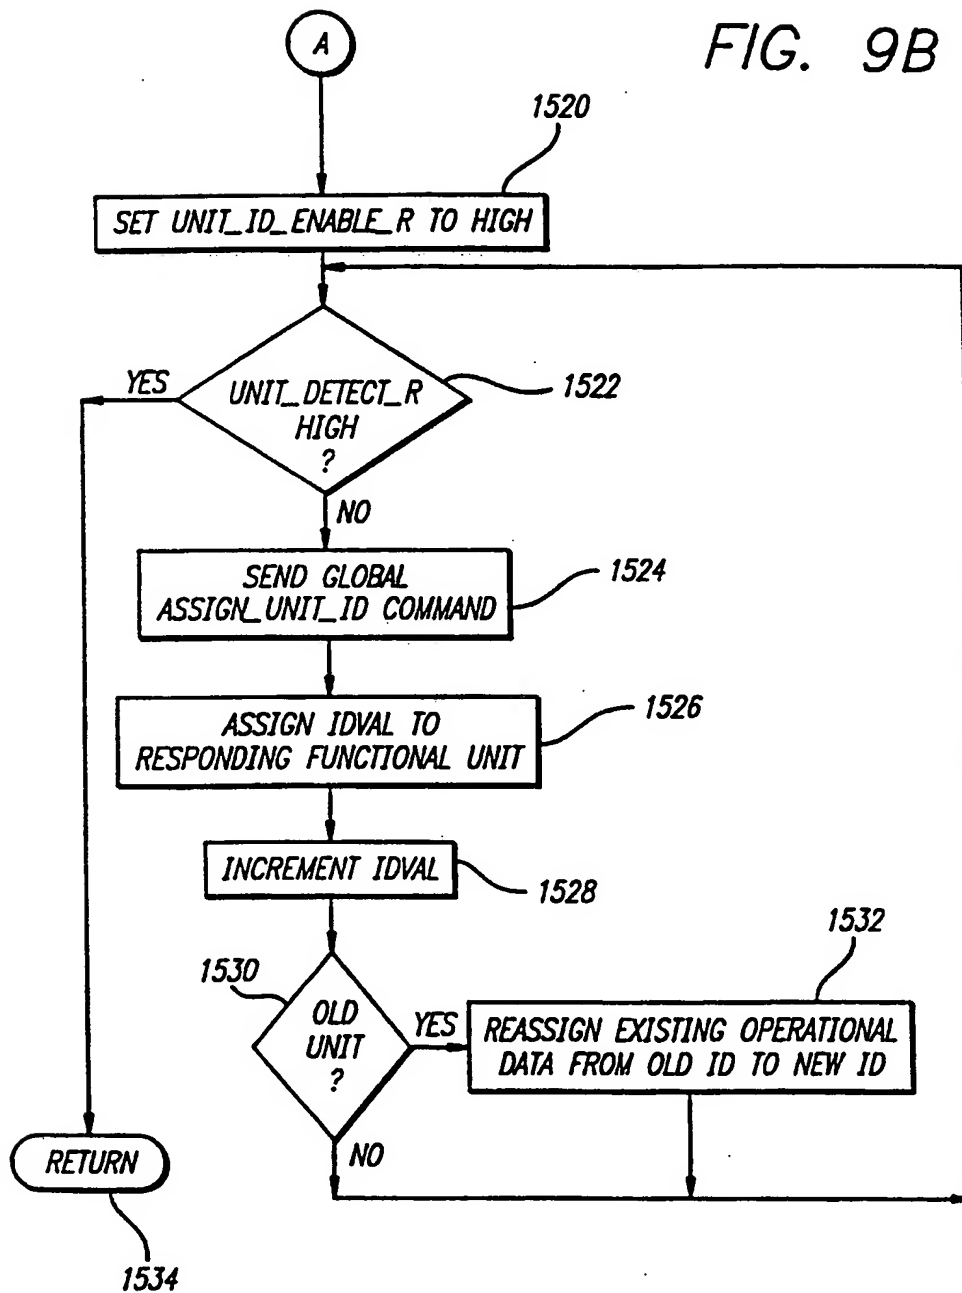 A
FIG. 9B
1520
SET UNIT_ID_ENABLE_R TO HIGH
YES
UNIT_DETECT_R
HIGH
?
1522
NO
SEND GLOBAL
ASSIGN_UNIT_ID COMMAND
1524
ASSIGN IDVAL TO
RESPONDING FUNCTIONAL UNIT
1526
INCREMENT IDVAL
1528
1530
OLD
UNIT
?
YES
1532
REASSIGN EXISTING OPERATIONAL
DATA FROM OLD ID TO NEW ID
NO
RETURN
1534